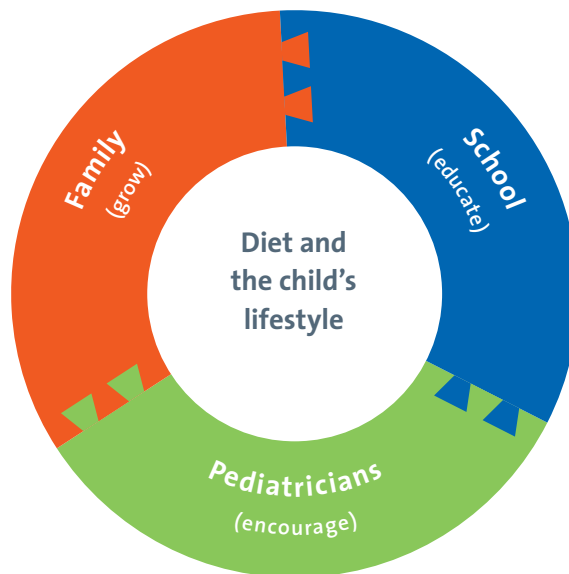 Family
(grow)
School
(educate)
Diet and
the child’s
lifestyle
Pediatricians
(encourage)